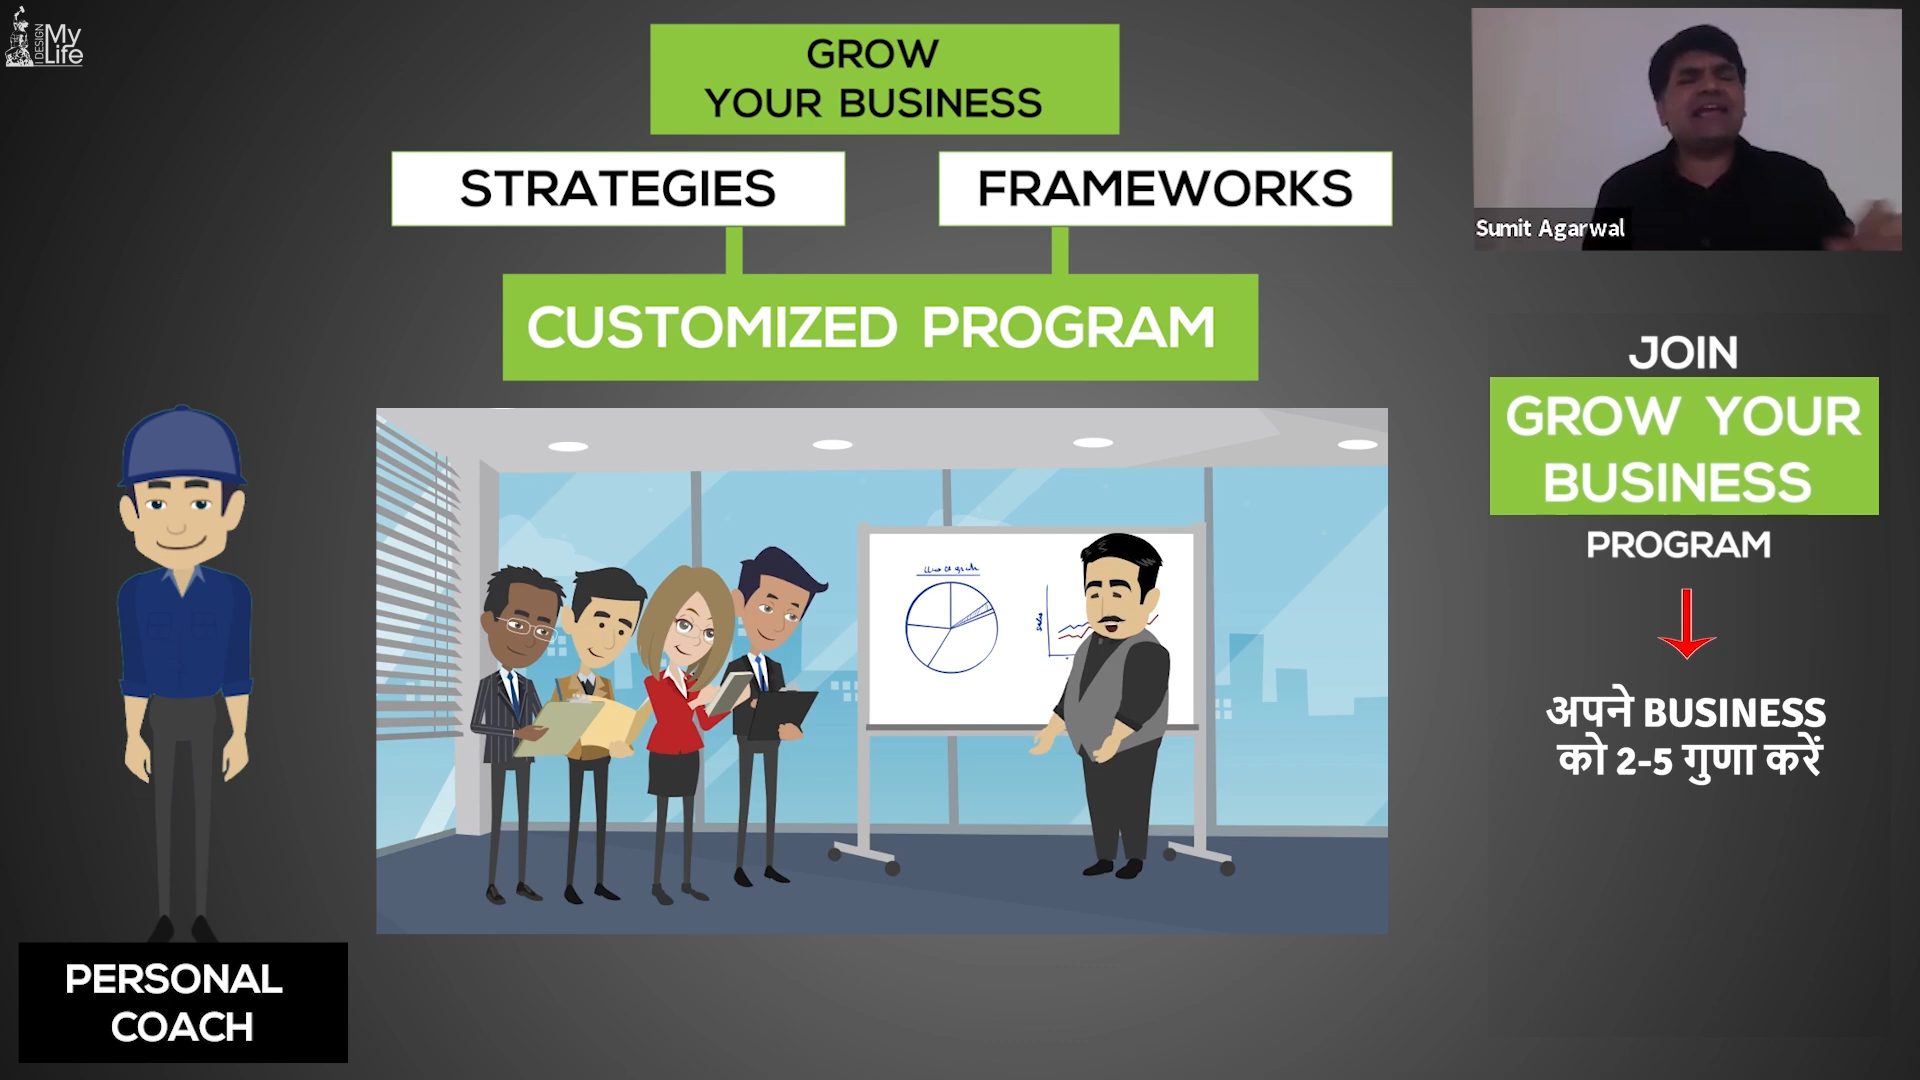 I DESIGN
My
Life
GROW
YOUR BUSINESS
STRATEGIES
FRAMEWORKS
CUSTOMIZED PROGRAM
Sumit Agarwal
JOIN
GROW YOUR
BUSINESS
PROGRAM
अपने BUSINESS
को 2-5 गुणा करें
sales
PERSONAL
COACH